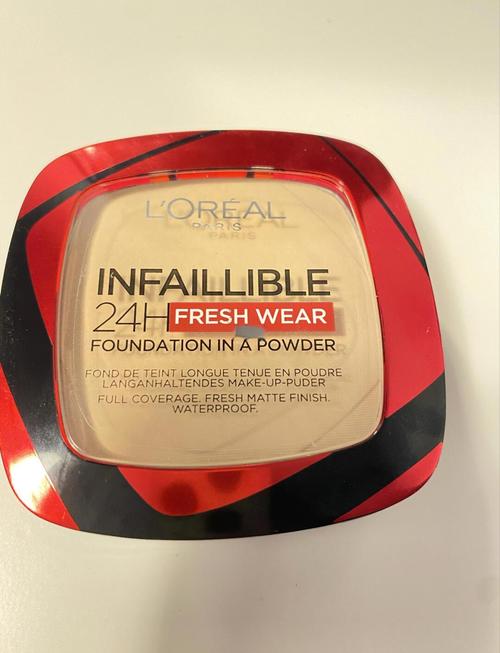 L'ORÉAL
PARIS
INFAILLIBLE
24H FRESH WEAR
FOUNDATION IN A POWDER
FOND DE TEINT LONGUE TENUE EN POUDRE
LANGANHALTENDES MAKE-UP-PUDER
FULL COVERAGE. FRESH MATTE FINISH.
WATERPROOF.